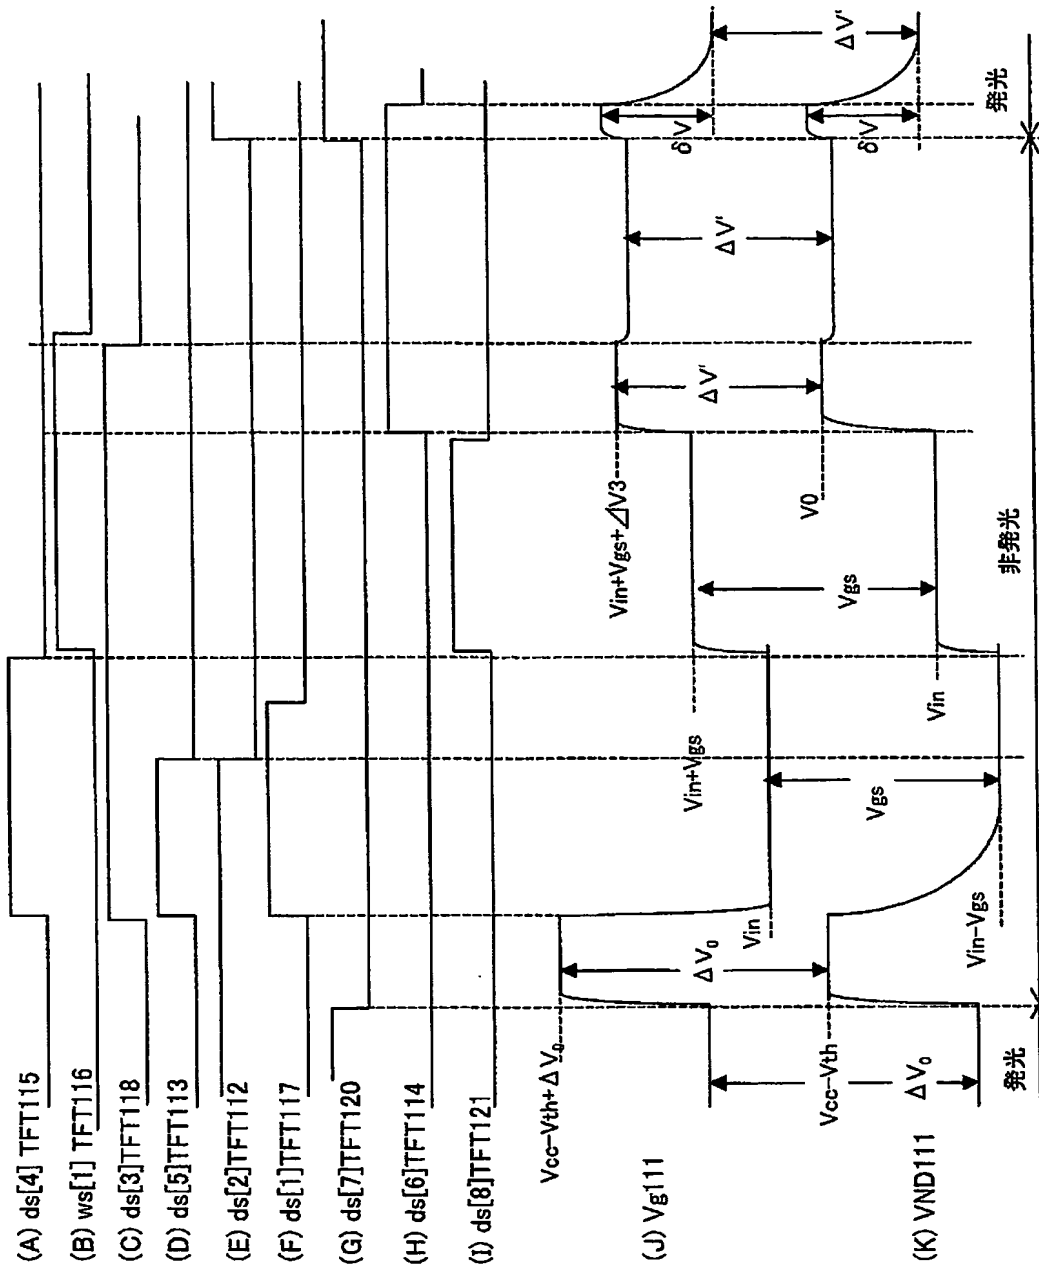 (A) ds[4] TFT115
(B) ws[1] TFT116
(C) ds[3]TFT118
(D) ds[5]TFT113
(E) ds[2]TFT112
(F) ds[1]TFT117
(G) ds[7]TFT120
(H) ds[6]TFT114
(I) ds[8]TFT121
(J) Vg111
Vcc-Vth+ΔV₀
ΔV₀
Vin
Vin+Vgs
Vin+Vgs+⊿V3
ΔV'
ΔV'
δV
ΔV'
(K) VND111
Vcc-Vth
ΔV₀
Vin-Vgs
Vgs
Vin
Vgs
V0
δV
発光
非発光
発光